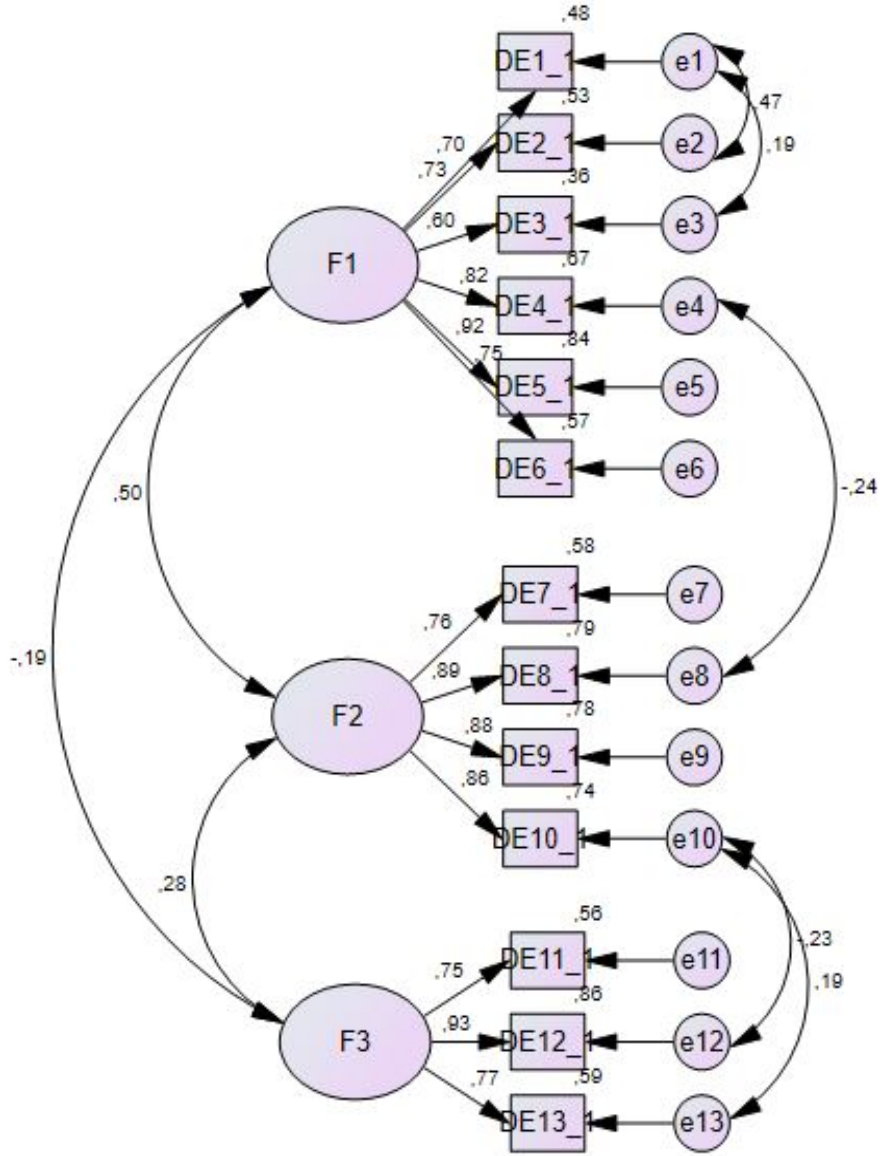 ,48
DE1_1
e1
,53
,47
,70
DE2_1
e2
,19
,73
,36
,60
DE3_1
e3
,67
F1
,82
DE4_1
e4
,92
,84
,75
DE5_1
e5
,57
DE6_1
e6
,50
-,24
,58
DE7_1
e7
,76
,79
-,19
,89
DE8_1
e8
,78
F2
,88
DE9_1
e9
,86
,74
DE10_1
e10
,28
,56
-,23
DE11_1
e11
,75
,19
,86
,93
DE12_1
e12
F3
,59
,77
DE13_1
e13